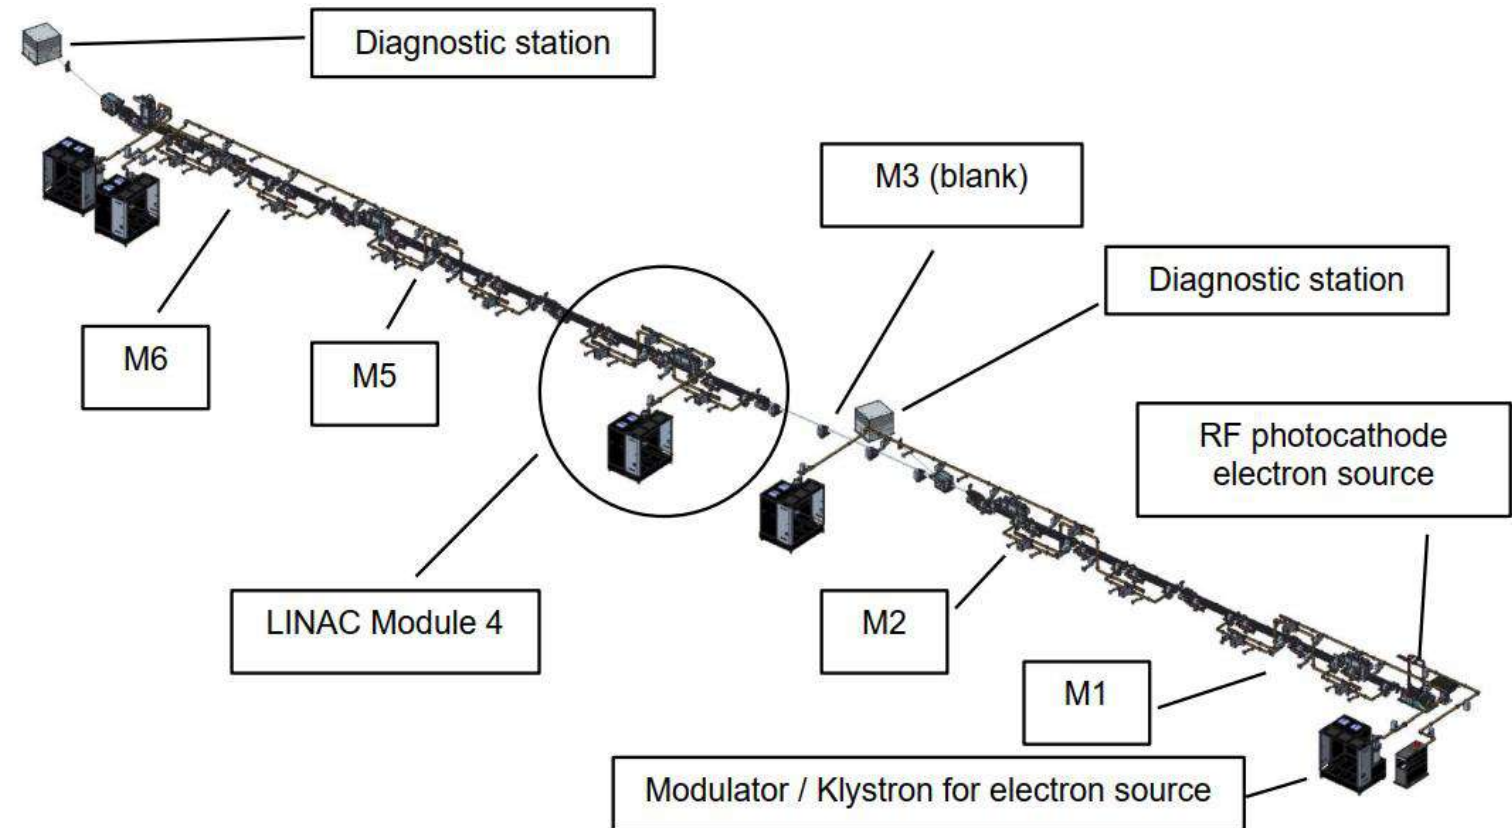 Diagnostic station
M3 (blank)
Diagnostic station
M6
M5
RF photocathode
electron source
LINAC Module 4
M2
M1
Modulator / Klystron for electron source